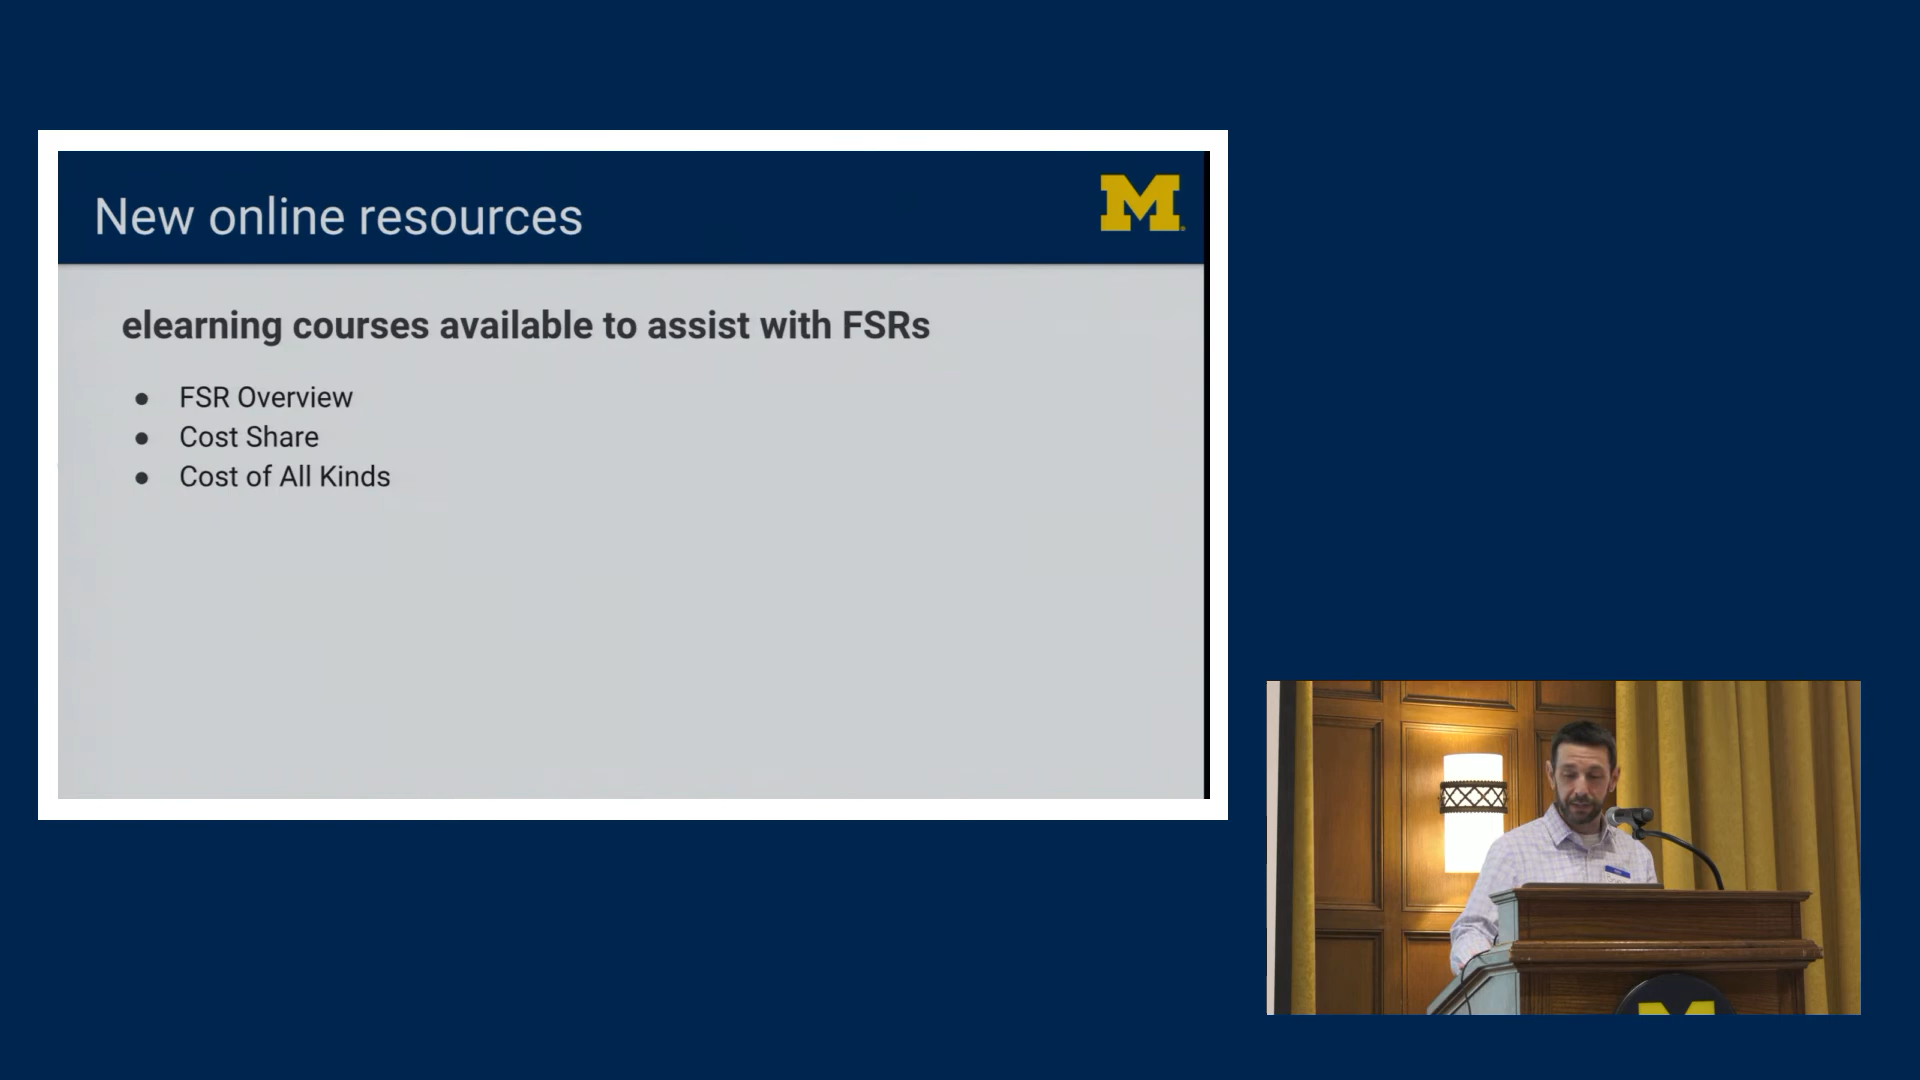 New online resources
M
elearning courses available to assist with FSRs
● FSR Overview
● Cost Share
● Cost of All Kinds
M